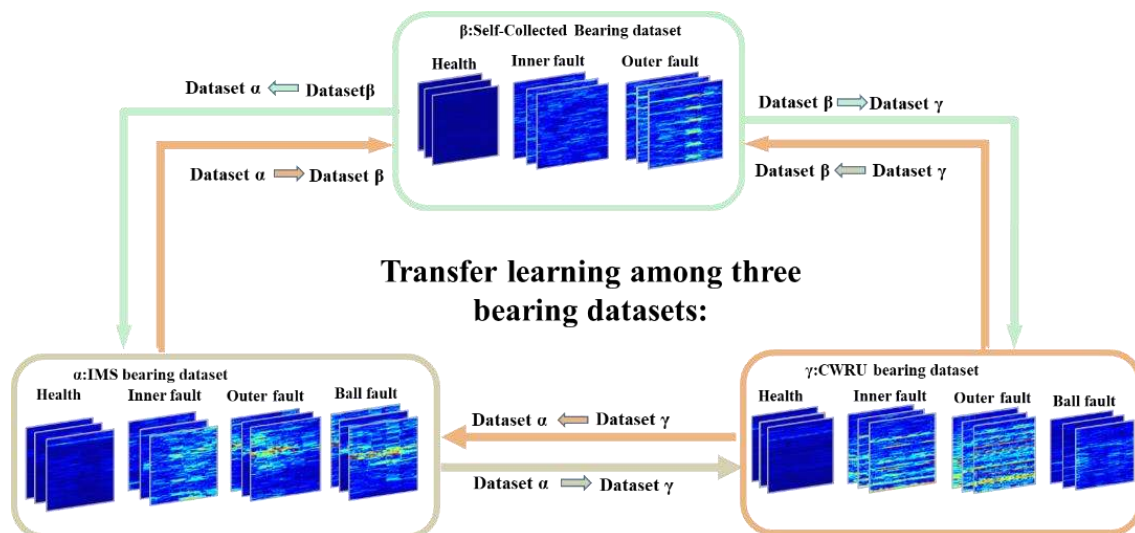 β:Self-Collected Bearing dataset
Health
Inner fault
Outer fault
Dataset α
Datasetβ
Dataset β
Dataset γ
Dataset α
Dataset β
Dataset β
Dataset γ
Transfer learning among three
bearing datasets:
α:IMS bearing dataset
Health
Inner fault
Outer fault
Ball fault
Dataset α
Dataset γ
Dataset α
Dataset γ
γ:CWRU bearing dataset
Health
Inner fault
Outer fault
Ball fault